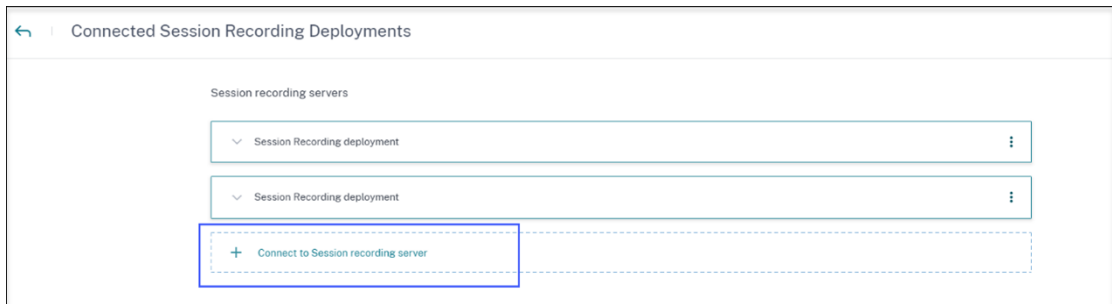 Connected Session Recording Deployments
Session recording servers
Session Recording deployment
Session Recording deployment
+ Connect to Session recording server